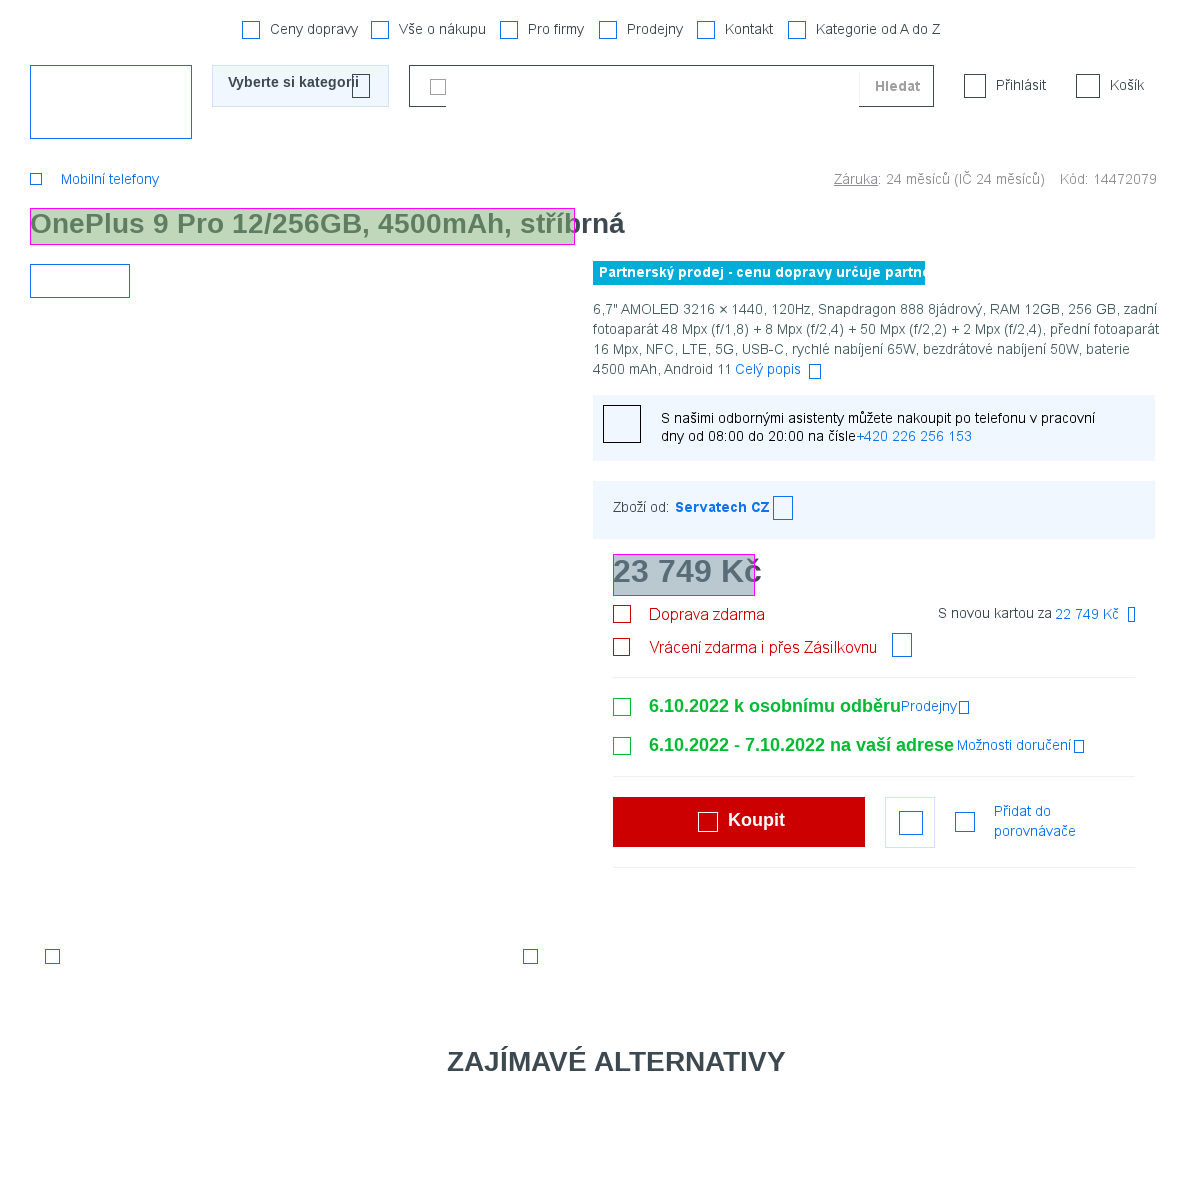 Ceny dopravy Vše o nákupu Pro firmy Prodejny Kontakt Kategorie od A do Z
Vyberte si kategorii Hledat Přihlásit Košík
Mobilní telefony Záruka: 24 měsíců (IČ 24 měsíců) Kód: 14472079
OnePlus 9 Pro 12/256GB, 4500mAh, stříbrná
Partnerský prodej - cenu dopravy určuje
6,7" AMOLED 3216 × 1440, 120Hz, Snapdragon 888 8jádrový, RAM 12GB, 256 GB, zadní
fotoaparát 48 Mpx (f/1,8) + 8 Mpx (f/2,4) + 50 Mpx (f/2,2) + 2 Mpx (f/2,4), přední fotoaparát
16 Mpx, NFC, LTE, 5G, USB-C, rychlé nabíjení 65W, bezdrátové nabíjení 50W, baterie
4500 mAh, Android 11 Celý popis
S našimi odbornými asistenty můžete nakoupit po telefonu v pracovní
dny od 08:00 do 20:00 na čísle+420 226 256 153
Zboží od: Servatech CZ
23 749 Kč
Doprava zdarma S novou kartou za 22 749 Kč
Vrácení zdarma i přes Zásilkovnu
6.10.2022 k osobnímu odběru Prodejny
6.10.2022 - 7.10.2022 na vaší adrese Možnosti doručení
Koupit Přidat do
porovnávače
ZAJÍMAVÉ ALTERNATIVY